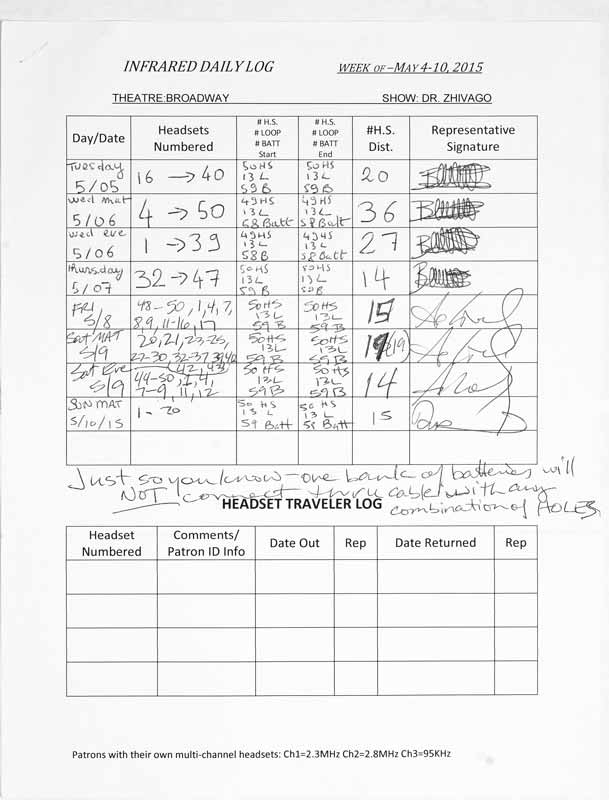 INFRARED DAILY LOG WEEK OF –MAY 4-10, 2015
THEATRE:BROADWAY SHOW: DR. ZHIVAGO
Day/Date Headsets Numbered # H.S. # LOOP # BATT Start # H.S. # LOOP # BATT End #H.S. Dist. Representative Signature
Tuesday 5/05 16 → 40 50 HS 13 L 59 B 50 HS 13 L 59 B 20
Wed mat 5/06 4 → 50 49 HS 13 L 58 Batt 49 HS 13 L 58 Batt 36
Wed eve 5/06 1 → 39 49 HS 13 L 58 B 49 HS 13 L 58 Batt 27
Thursday 5/07 32 → 47 50 HS 13 L 59 B 50 HS 13 L 14
FRI 5/8 48-50, 1, 4, 7, 8, 9, 11-16, 17 50 HS 13 L 59 B 50 HS 13 L 59 B 15
Sat MAT 5/9 20, 21, 23-25, 27-30, 32-37, 39, 40 42, 43 50 HS 13 L 59 B 50 HS 13 L 59 B 19 (19)
Sat Eve 5/9 44-50, 1, 4, 7-9, 11, 12 50 HS 13 L 59 B 50 HS 13 L 59 B 14
SUN MAT 5/10/15 1 - 20 50 HS 13 L 59 Batt 50 HS 13 L 59 Batt 15
Just so you know - one bank of batteries will
NOT connect thru cable with any
combination of HOLES
HEADSET TRAVELER LOG
Headset Numbered Comments/ Patron ID Info Date Out Rep Date Returned Rep
Patrons with their own multi-channel headsets: Ch1=2.3MHz Ch2=2.8MHz Ch3=95KHz